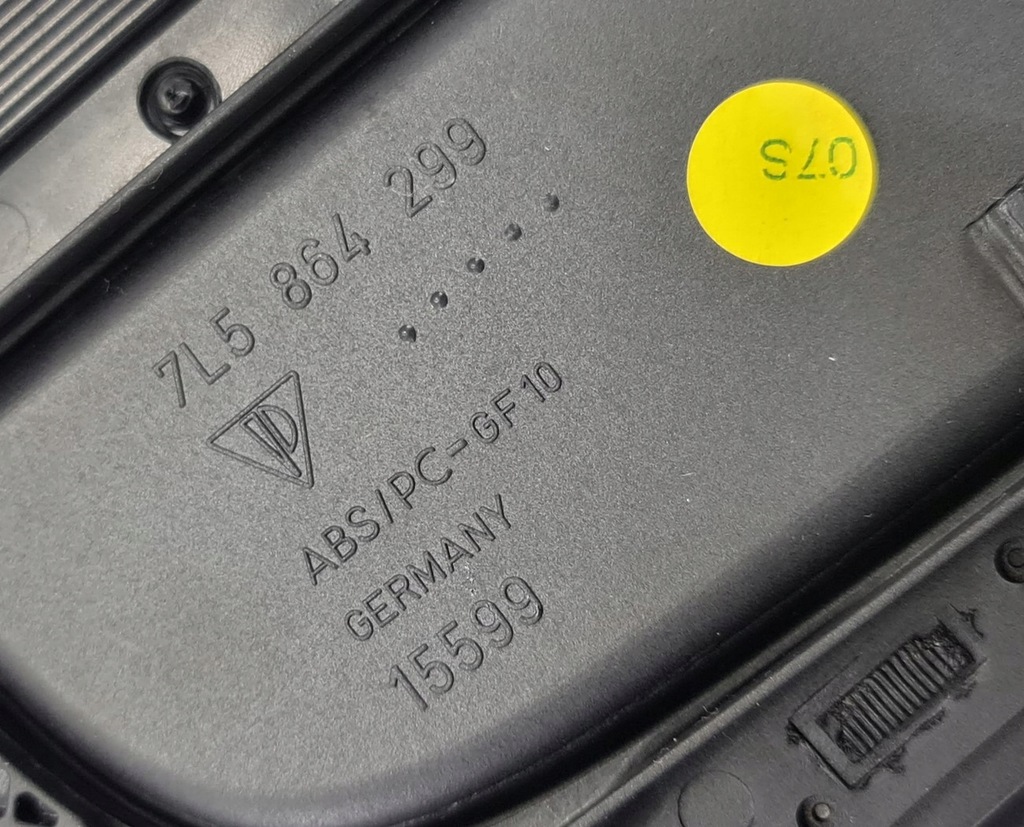 7L5 864 299
ABS/PC-GF10
GERMANY
15599
07S